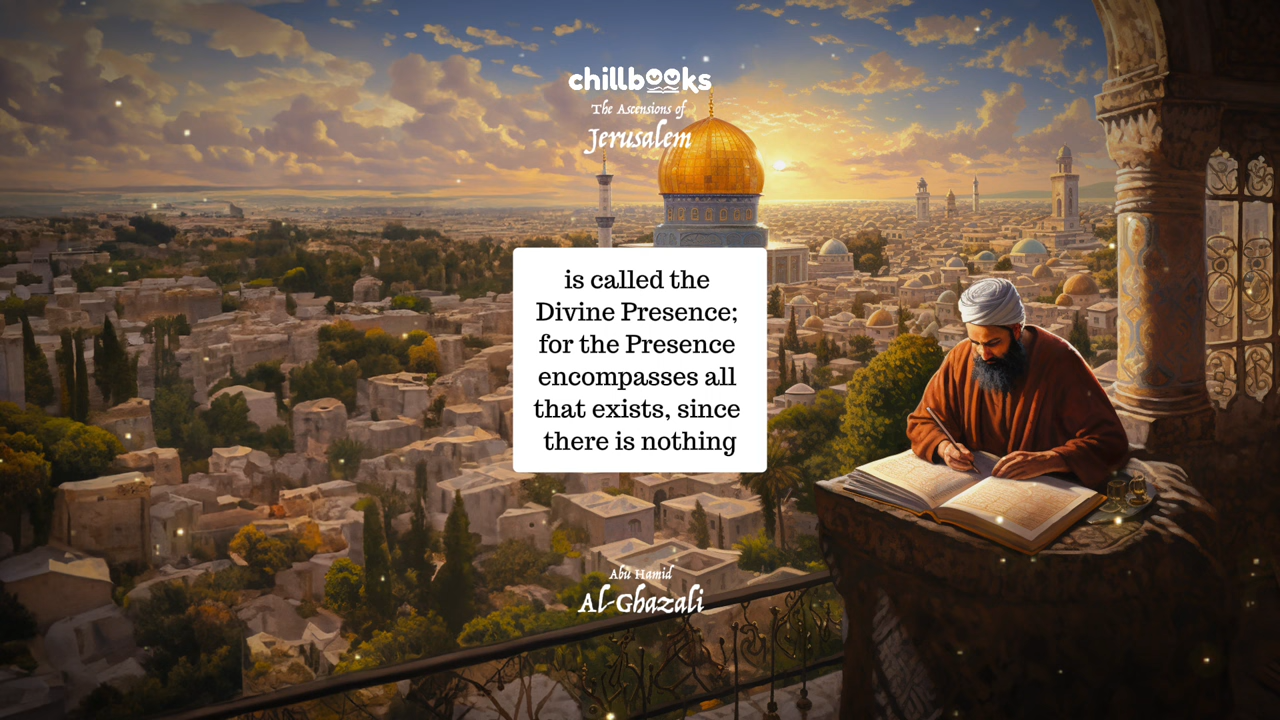 chillbooks
The Ascensions of
Jerusalem
is called the
Divine Presence;
for the Presence
encompasses all
that exists, since
there is nothing
Abū Hamid
Al-Ghazali